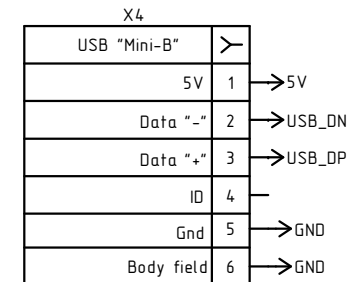 X4
USB "Mini-B"
5V 1 5V
Data "-" 2 USB_DN
Data "+" 3 USB_DP
ID 4
Gnd 5 GND
Body field 6 GND